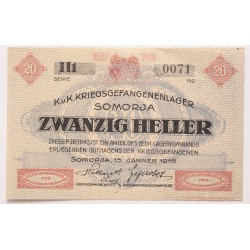 20 20
III 0071
SERIE No
K.u.K. KRIEGSGEFANGENENLAGER
SOMORJA
ZWANZIG HELLER
DIESER BETRAG IST EIN ANTEIL DES BEIM LAGERKOMMANDO
ERLIEGENDEN GUTHABENS DER KRIEGSGEFANGENEN.
SOMORJA, 15. JÄNNER 1916